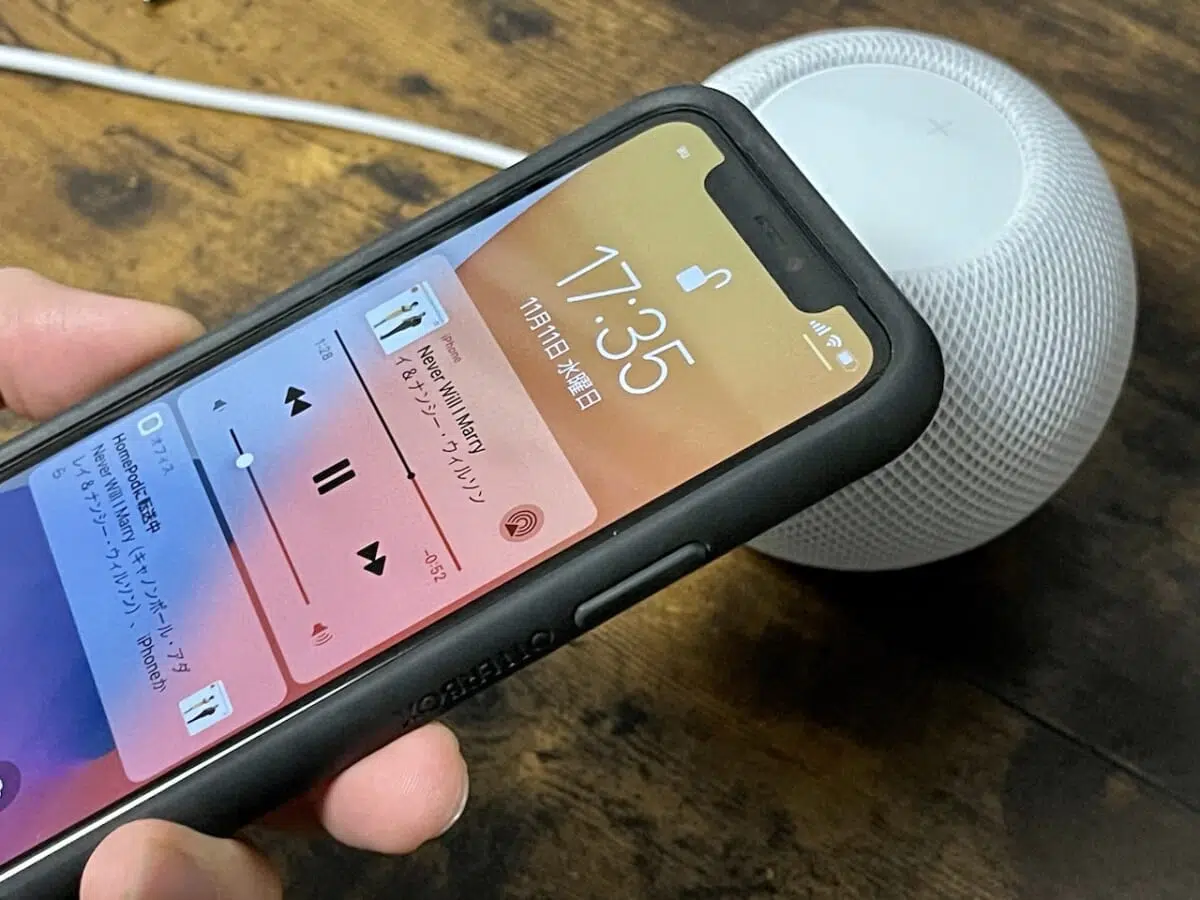 17:35
11月11日 水曜日
iPhone
Never Will I Marry
イ & ナンシー・ウィルソン
1:28
-0:52
オフィス
HomePodに転送中
Never Will I Marry（キャノンボール・アダ
レイ & ナンシー・ウィルソン）、iPhoneか
ら
OTTERBOX